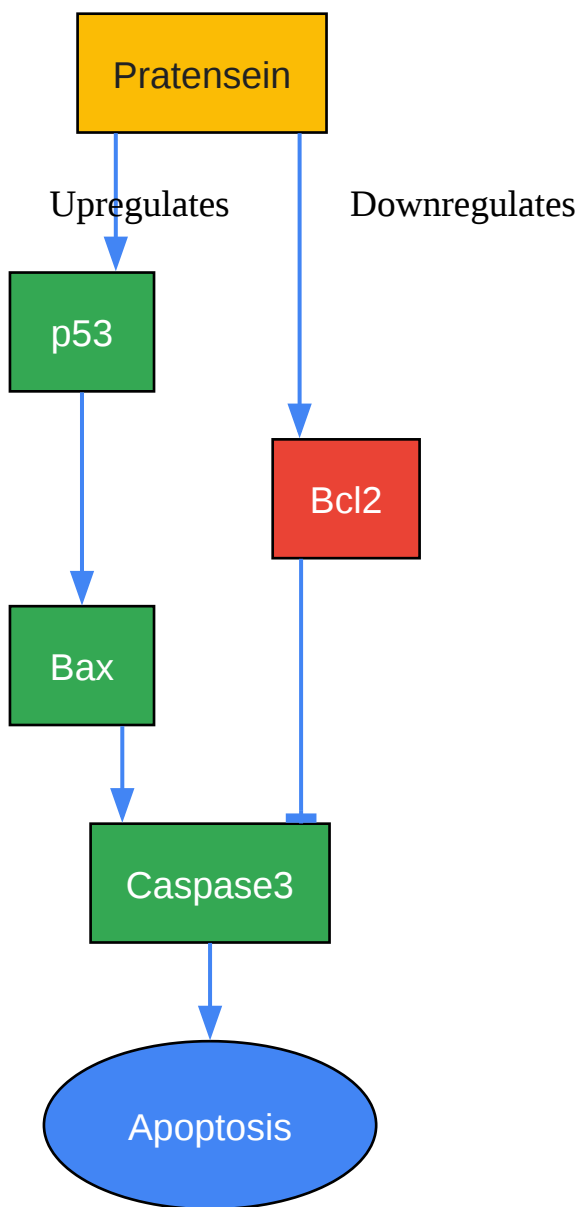 Pratensein
Upregulates
Downregulates
p53
Bcl2
Bax
Caspase3
Apoptosis